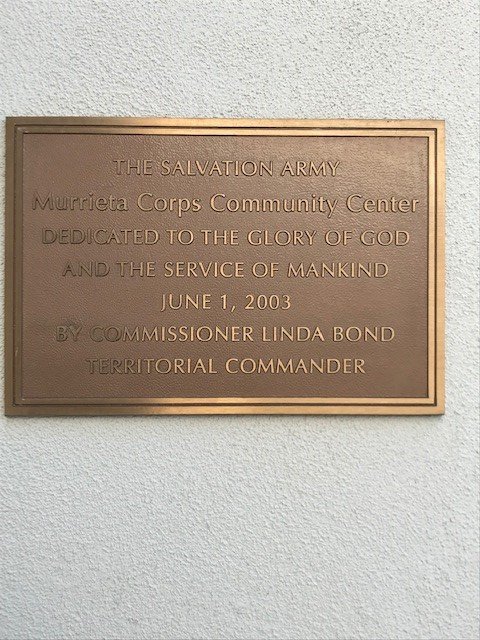 THE SALVATION ARMY
Murrieta Corps Community Center
DEDICATED TO THE GLORY OF GOD
AND THE SERVICE OF MANKIND
JUNE 1, 2003
BY COMMISSIONER LINDA BOND
TERRITORIAL COMMANDER